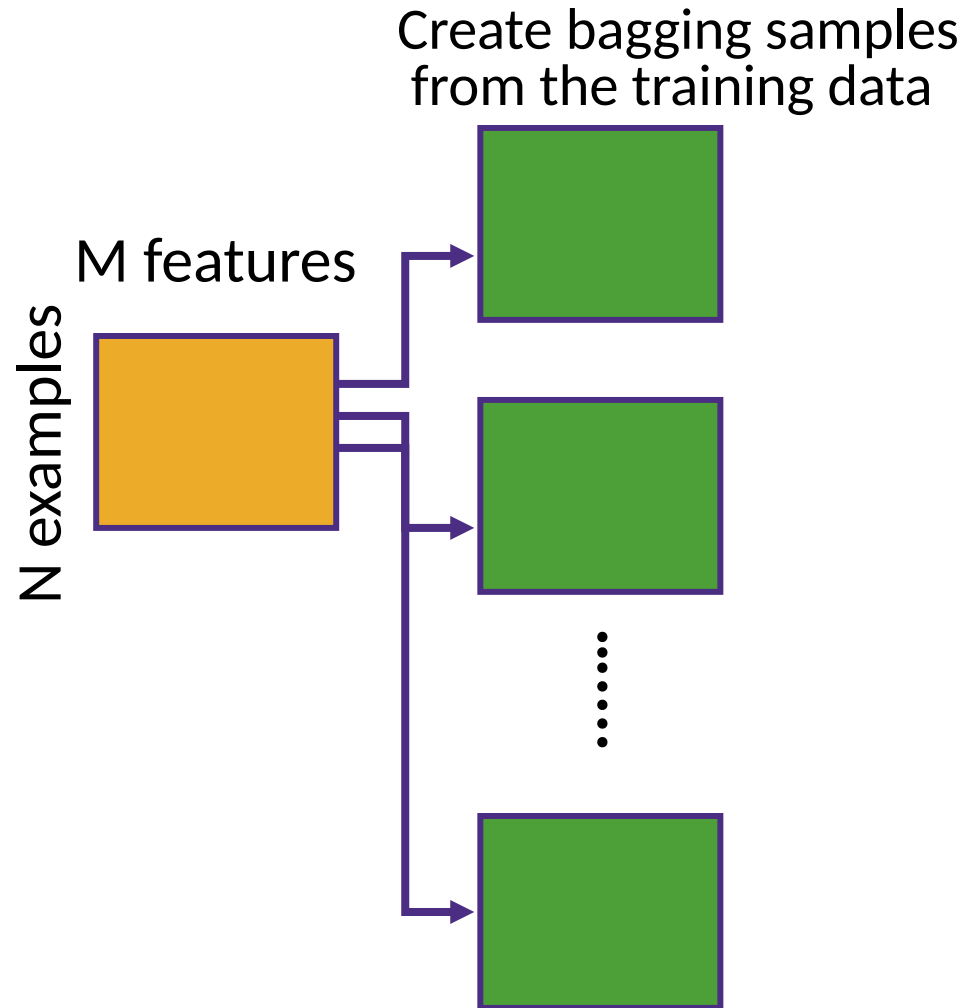 Create bagging samples
from the training data
M features
N examples